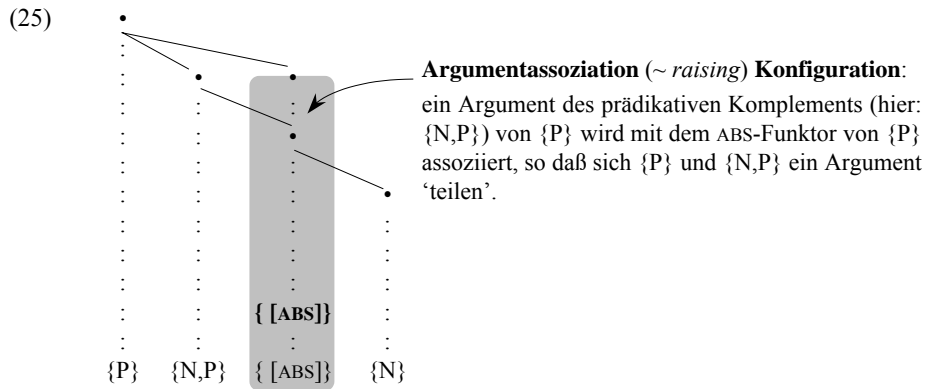 (25)
Argumentassoziation (~ raising) Konfiguration:
ein Argument des prädikativen Komplements (hier:
{N,P}) von {P} wird mit dem ABS-Funktor von {P}
assoziiert, so daß sich {P} und {N,P} ein Argument
‘teilen’.
{ [ABS]}
{P} {N,P} { [ABS]} {N}